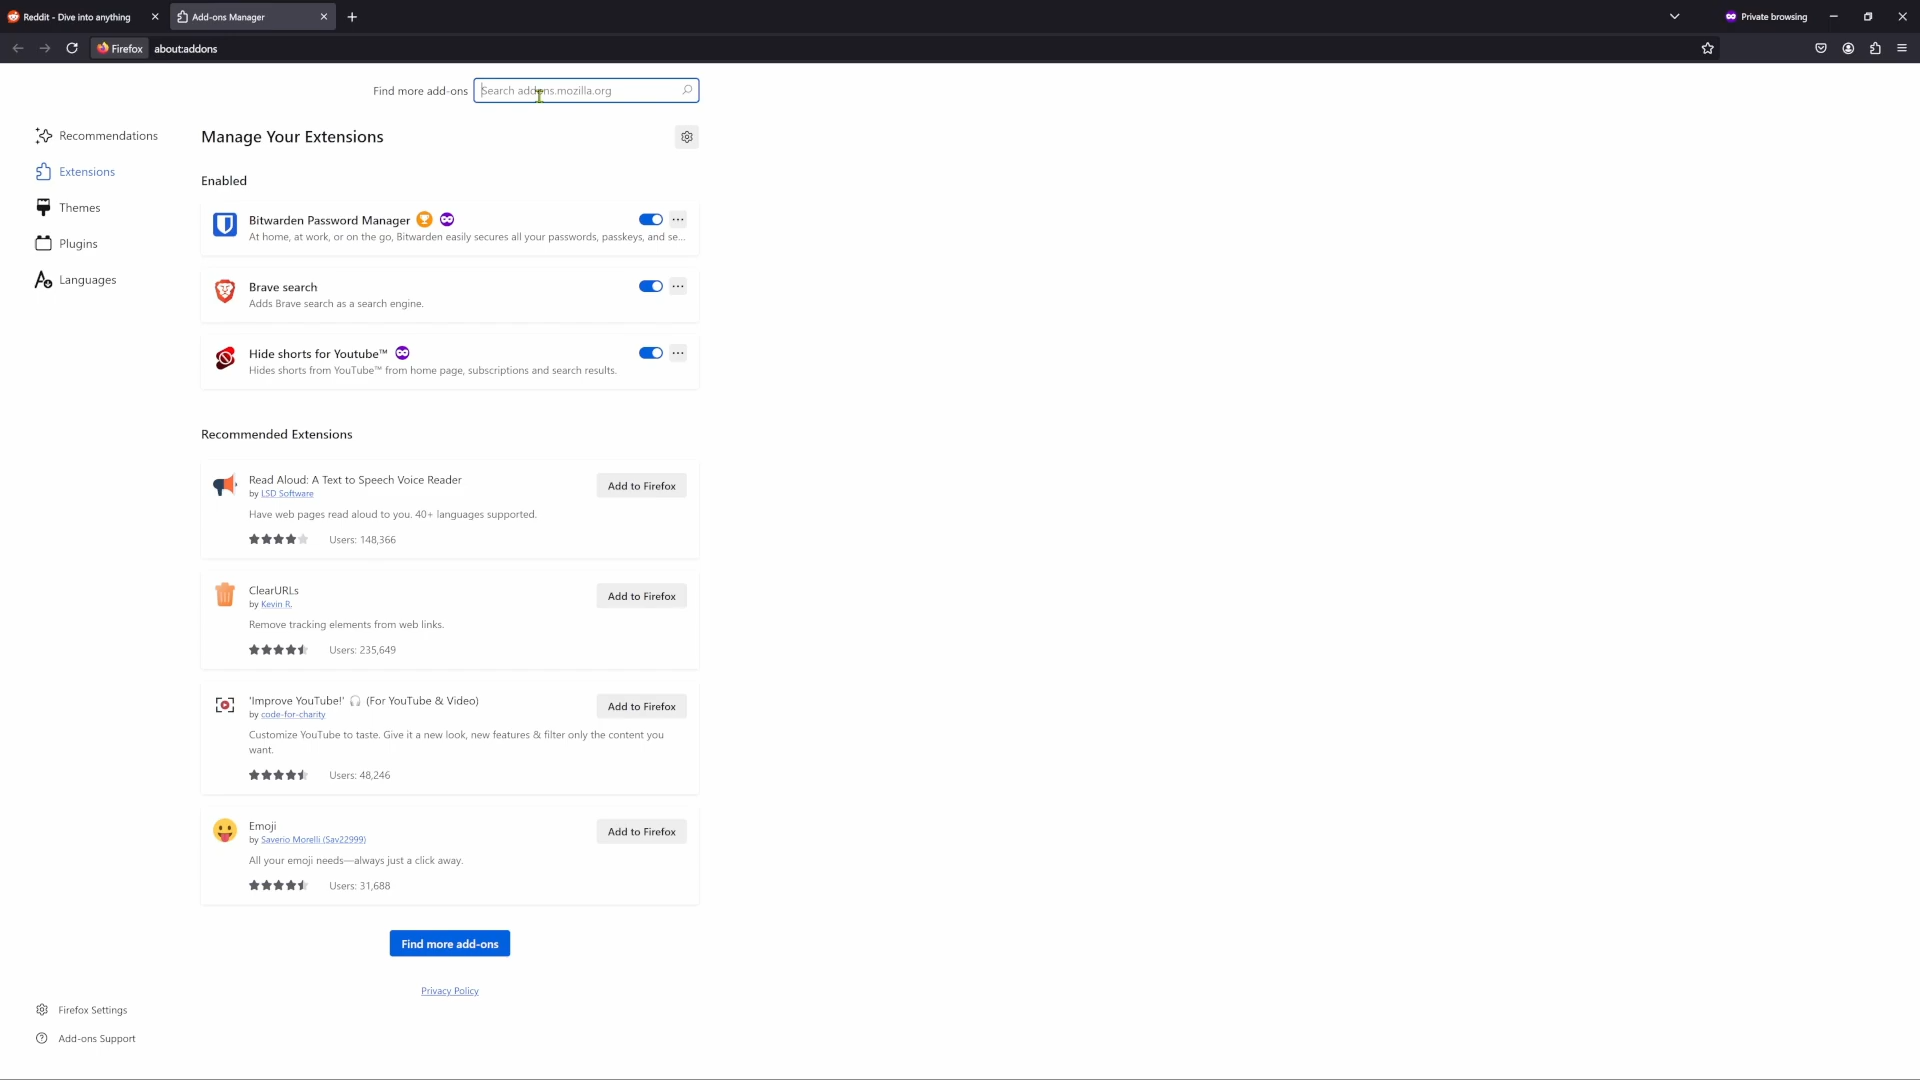 Reddit - Dive into anything
Add-ons Manager
Private browsing
Firefox
about:addons
Find more add-ons
Search addons.mozilla.org
Recommendations
Extensions
Themes
Plugins
Languages
Manage Your Extensions
Enabled
Bitwarden Password Manager
At home, at work, or on the go, Bitwarden easily secures all your passwords, passkeys, and se...
Brave search
Adds Brave search as a search engine.
Hide shorts for Youtube™
Hides shorts from YouTube™ from home page, subscriptions and search results.
Recommended Extensions
Read Aloud: A Text to Speech Voice Reader
by LSD Software
Have web pages read aloud to you. 40+ languages supported.
Users: 148,366
Add to Firefox
ClearURLs
by Kevin R.
Remove tracking elements from web links.
Users: 235,649
Add to Firefox
'Improve YouTube!' 🎧 (For YouTube & Video)
by code-for-charity
Customize YouTube to taste. Give it a new look, new features & filter only the content you
want.
Users: 48,246
Add to Firefox
Emoji
by Saverio Morelli (Sav22999)
All your emoji needs—always just a click away.
Users: 31,688
Add to Firefox
Find more add-ons
Privacy Policy
Firefox Settings
Add-ons Support